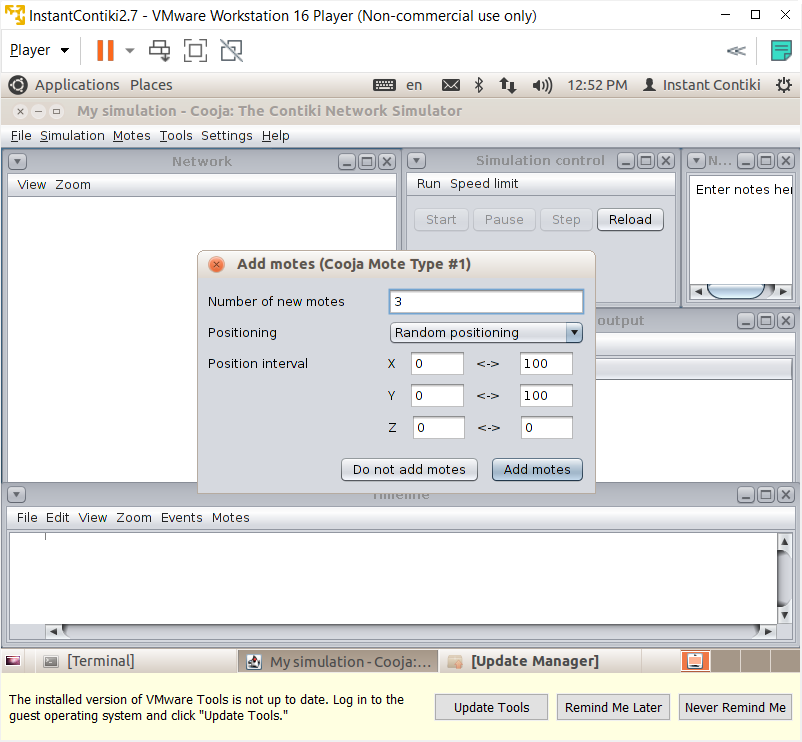 InstantContiki2.7 - VMware Workstation 16 Player (Non-commercial use only)
Player
Applications Places en 12:52 PM Instant Contiki
My simulation - Cooja: The Contiki Network Simulator
File Simulation Motes Tools Settings Help
Network
View Zoom
Simulation control
Run Speed limit
Start Pause Step Reload
N...
Enter notes her
Add motes (Cooja Mote Type #1)
Number of new motes 3
Positioning Random positioning
Position interval X 0 <-> 100
Y 0 <-> 100
Z 0 <-> 0
Do not add motes Add motes
output
Timeline
File Edit View Zoom Events Motes
[Terminal] My simulation - Cooja:... [Update Manager]
The installed version of VMware Tools is not up to date. Log in to the
guest operating system and click "Update Tools."
Update Tools Remind Me Later Never Remind Me